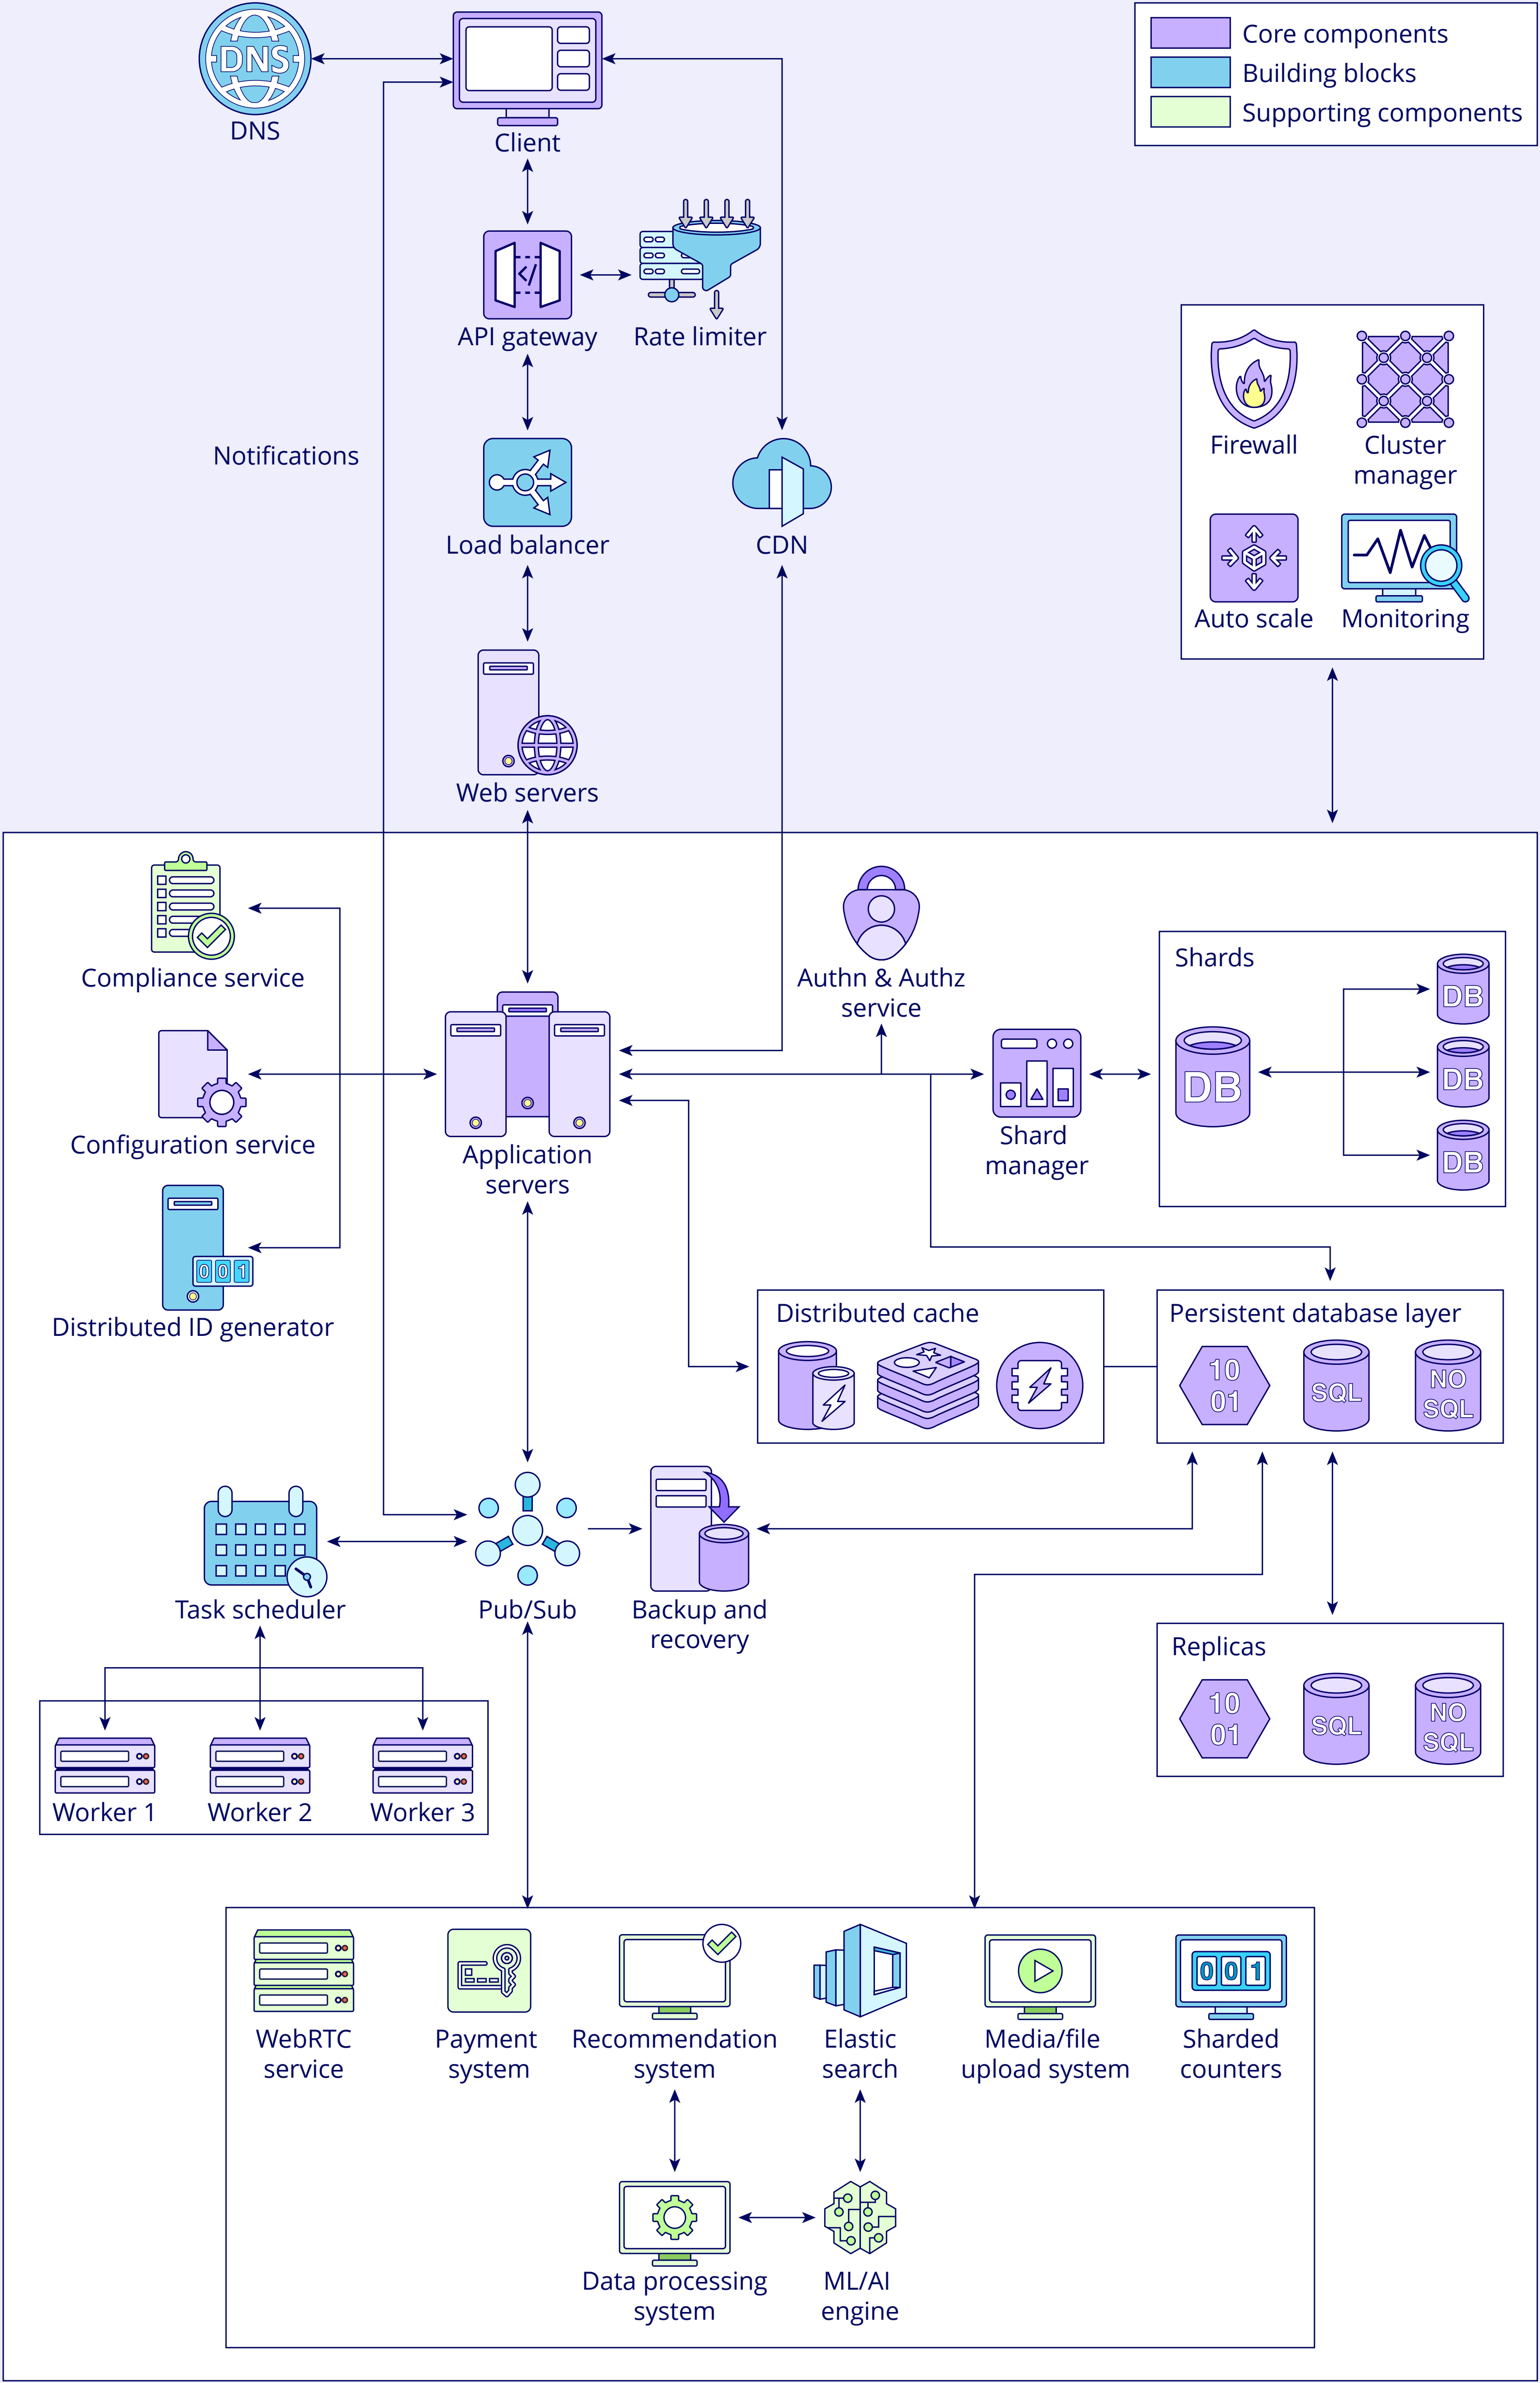 DNS
DNS
Client
Core components
Building blocks
Supporting components
</>
API gateway
Rate limiter
Notifications
Load balancer
CDN
Firewall
Cluster
manager
Auto scale
Monitoring
Web servers
Compliance service
Configuration service
001
Distributed ID generator
Application
servers
Authn & Authz
service
Shard
manager
Shards
DB
DB
DB
DB
Distributed cache
Persistent database layer
10
01
SQL
NO
SQL
Task scheduler
Pub/Sub
Backup and
recovery
Replicas
10
01
SQL
NO
SQL
Worker 1
Worker 2
Worker 3
WebRTC
service
Payment
system
Recommendation
system
Elastic
search
Media/file
upload system
001
Sharded
counters
Data processing
system
ML/AI
engine